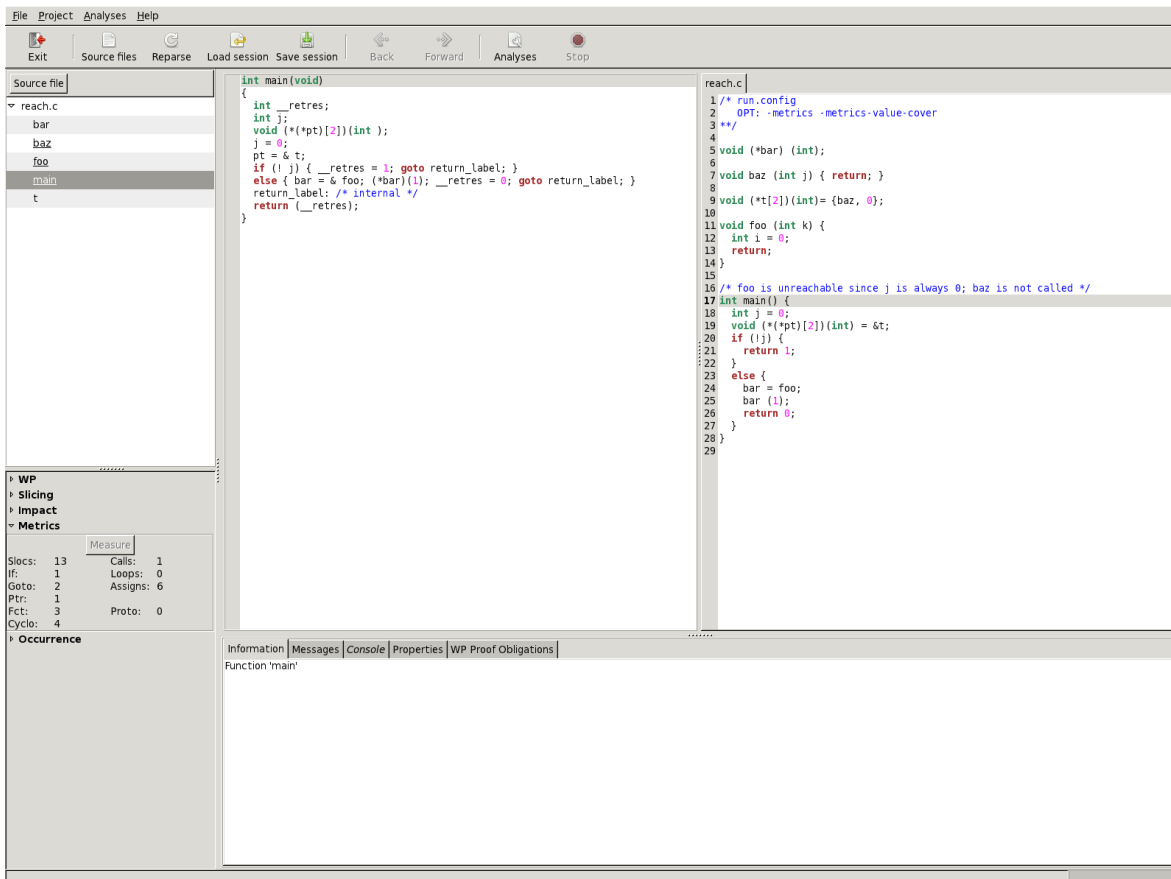 File Project Analyses Help
Exit Source files Reparse Load session Save session Back Forward Analyses Stop
Source file
reach.c
bar
baz
foo
main
t
int main(void)
{
  int __retres;
  int j;
  void (*(*pt)[2])(int );
  j = 0;
  pt = & t;
  if (! j) { __retres = 1; goto return_label; }
  else { bar = & foo; (*bar)(1); __retres = 0; goto return_label; }
  return_label: /* internal */
  return (__retres);
}
reach.c
1 /* run.config
2    OPT: -metrics -metrics-value-cover
3 **/
4
5 void (*bar) (int);
6
7 void baz (int j) { return; }
8
9 void (*t[2])(int)= {baz, 0};
10
11 void foo (int k) {
12   int i = 0;
13   return;
14 }
15
16 /* foo is unreachable since j is always 0; baz is not called */
17 int main() {
18   int j = 0;
19   void (*(*pt)[2])(int) = &t;
20   if (!j) {
21     return 1;
22   }
23   else {
24     bar = foo;
25     bar (1);
26     return 0;
27   }
28 }
29
WP
Slicing
Impact
Metrics
Measure
Slocs: 13 Calls: 1
If: 1 Loops: 0
Goto: 2 Assigns: 6
Ptr: 1
Fct: 3 Proto: 0
Cyclo: 4
Occurrence
Information Messages Console Properties WP Proof Obligations
Function 'main'